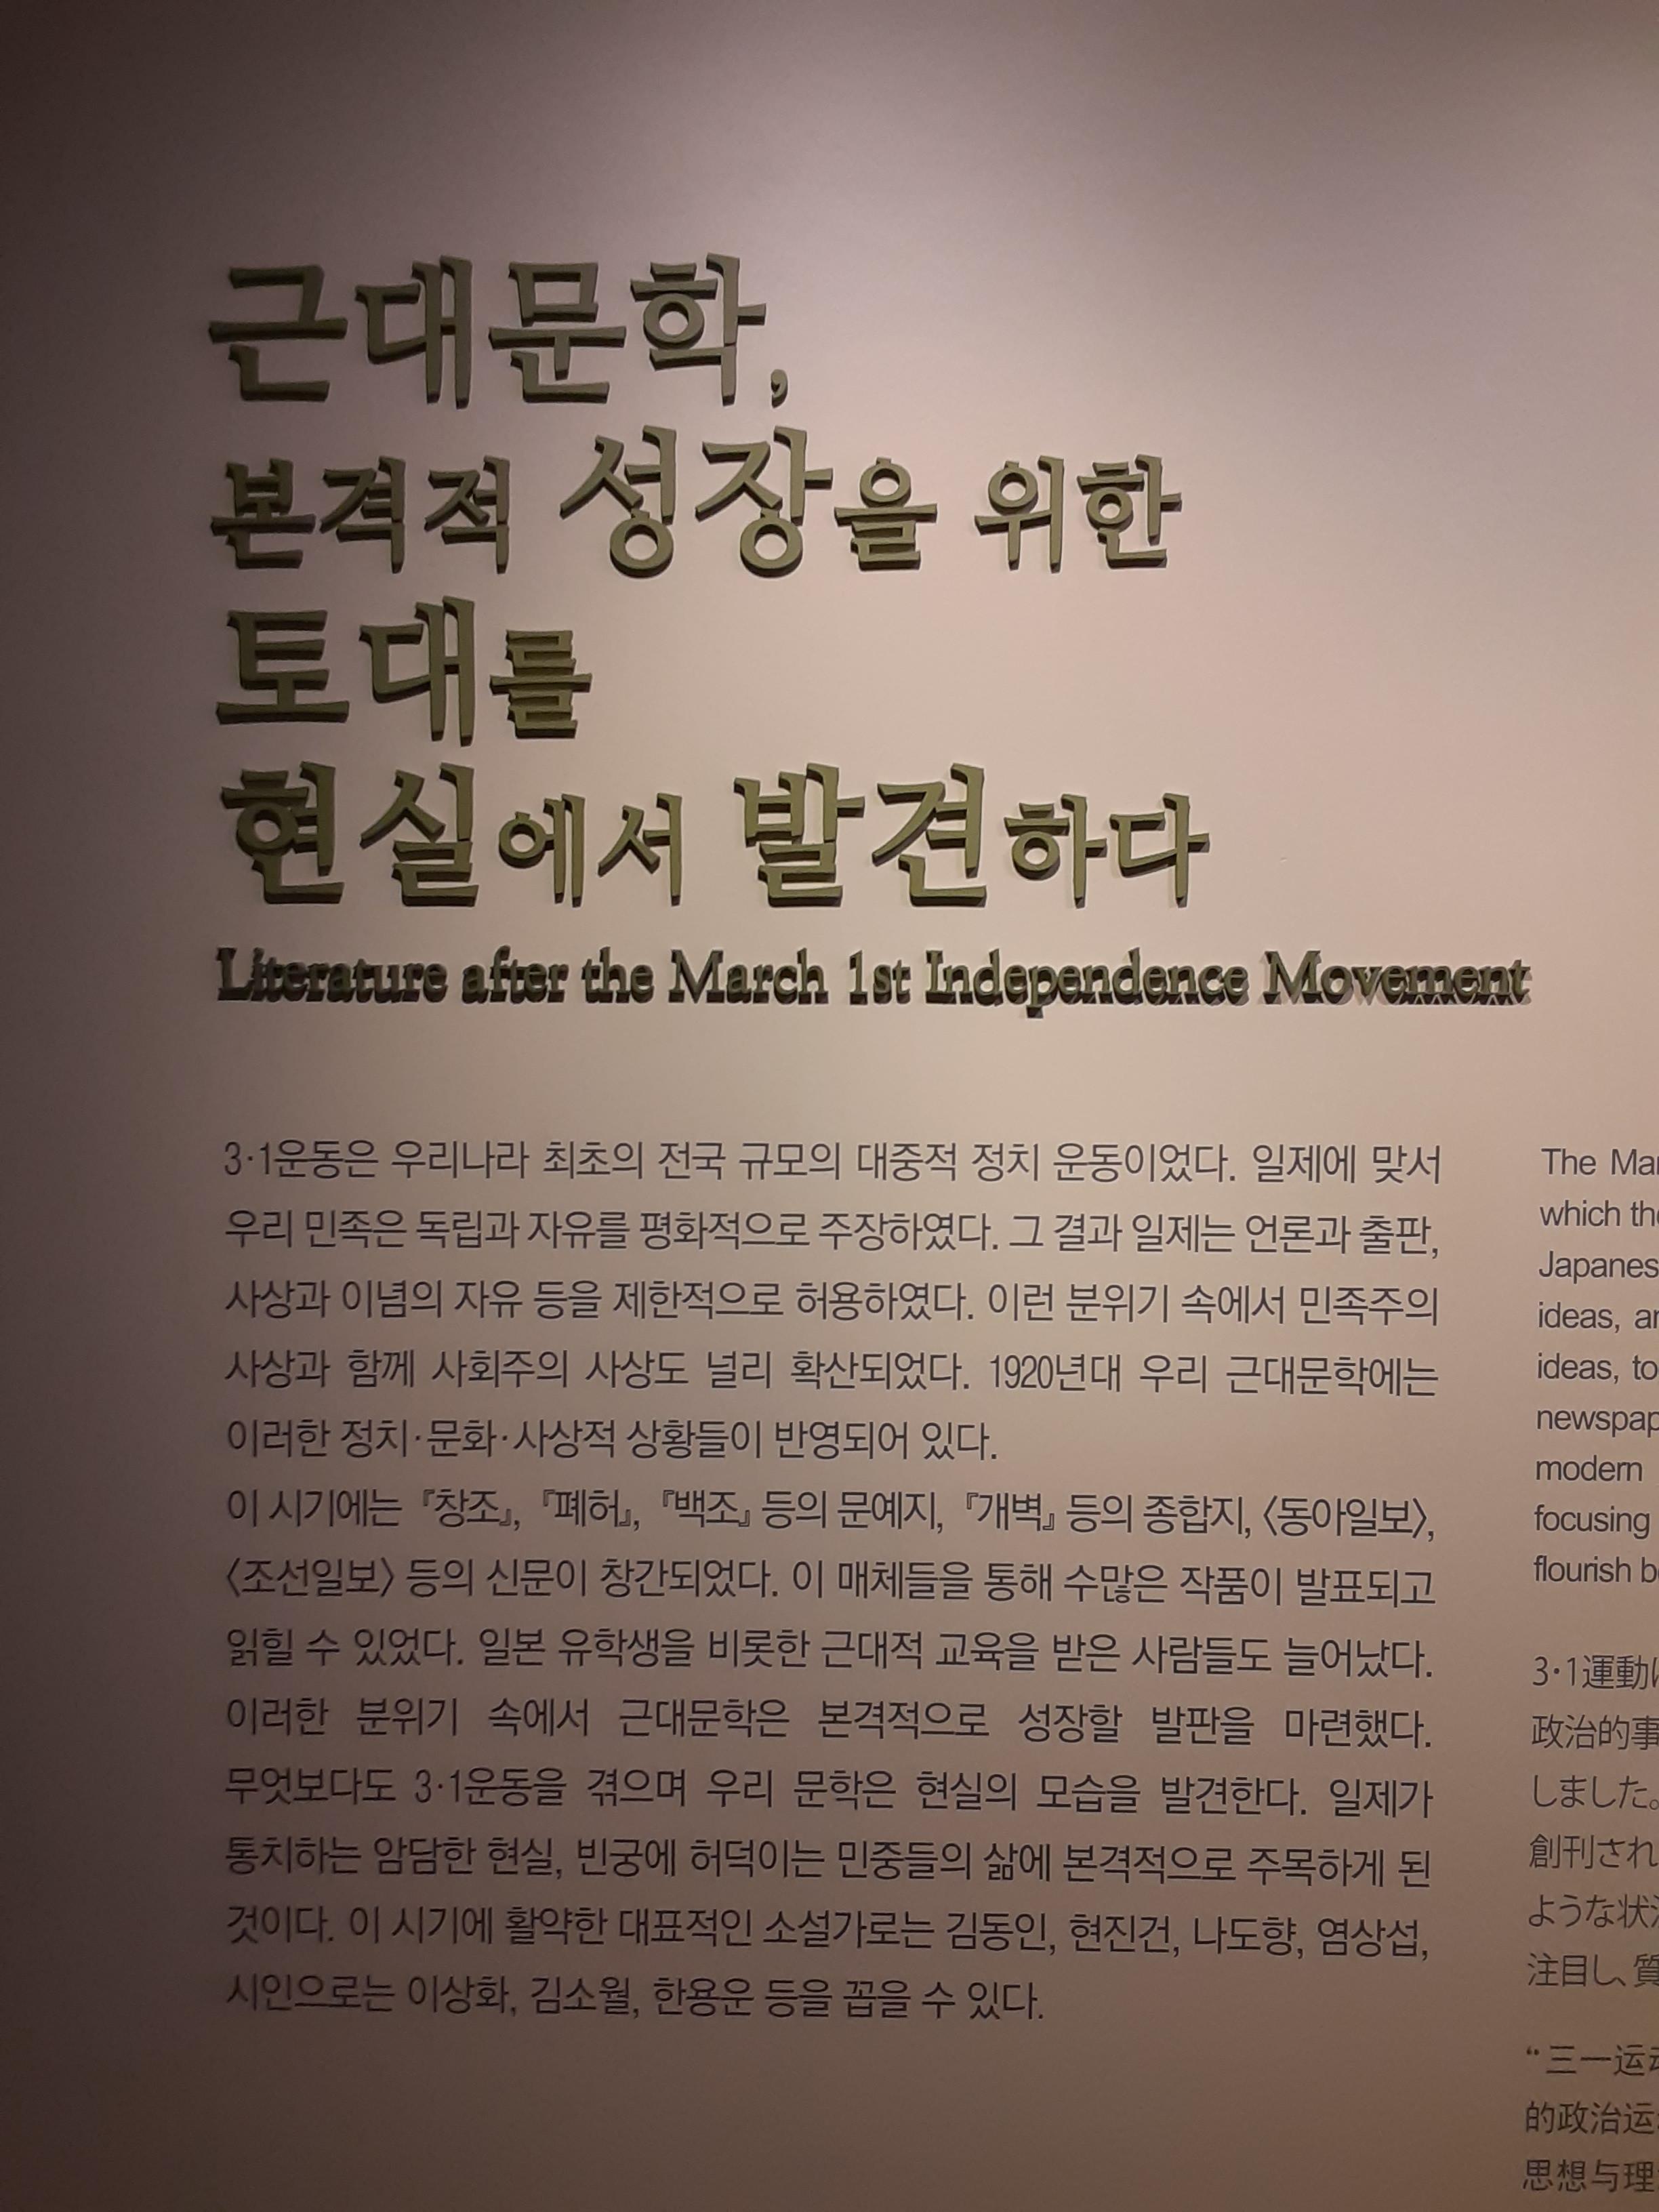 근대문학,
본격적 성장을 위한
토대를
현실에서 발견하다
Literature after the March 1st Independence Movement
3·1운동은 우리나라 최초의 전국 규모의 대중적 정치 운동이었다. 일제에 맞서
우리 민족은 독립과 자유를 평화적으로 주장하였다. 그 결과 일제는 언론과 출판,
사상과 이념의 자유 등을 제한적으로 허용하였다. 이런 분위기 속에서 민족주의
사상과 함께 사회주의 사상도 널리 확산되었다. 1920년대 우리 근대문학에는
이러한 정치·문화·사상적 상황들이 반영되어 있다.
이 시기에는 『창조』, 『폐허』, 『백조』 등의 문예지, 『개벽』 등의 종합지, 〈동아일보〉,
〈조선일보〉 등의 신문이 창간되었다. 이 매체들을 통해 수많은 작품이 발표되고
읽힐 수 있었다. 일본 유학생을 비롯한 근대적 교육을 받은 사람들도 늘어났다.
이러한 분위기 속에서 근대문학은 본격적으로 성장할 발판을 마련했다.
무엇보다도 3·1운동을 겪으며 우리 문학은 현실의 모습을 발견한다. 일제가
통치하는 암담한 현실, 빈궁에 허덕이는 민중들의 삶에 본격적으로 주목하게 된
것이다. 이 시기에 활약한 대표적인 소설가로는 김동인, 현진건, 나도향, 염상섭,
시인으로는 이상화, 김소월, 한용운 등을 꼽을 수 있다.
The
which
ideas,
ideas, to
modern
focusing
flourish
3·1運動
政治的事
しました。
創刊され
ような状
注目し、質
“三一运
的政治运
思想与理